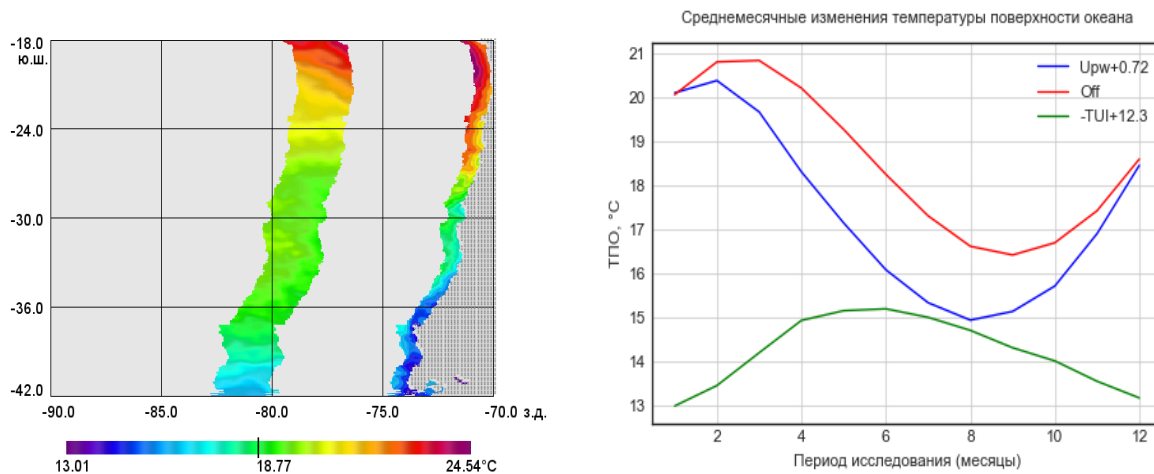 -18.0
ю.ш.
-24.0
-30.0
-36.0
-42.0
-90.0 -85.0 -80.0 -75.0 -70.0 з.д.
13.01 18.77 24.54°C
Среднемесячные изменения температуры поверхности океана
21
20
19
18
17
16
15
14
13
ТПО, °C
Upw+0.72
Off
-TUI+12.3
2 4 6 8 10 12
Период исследования (месяцы)